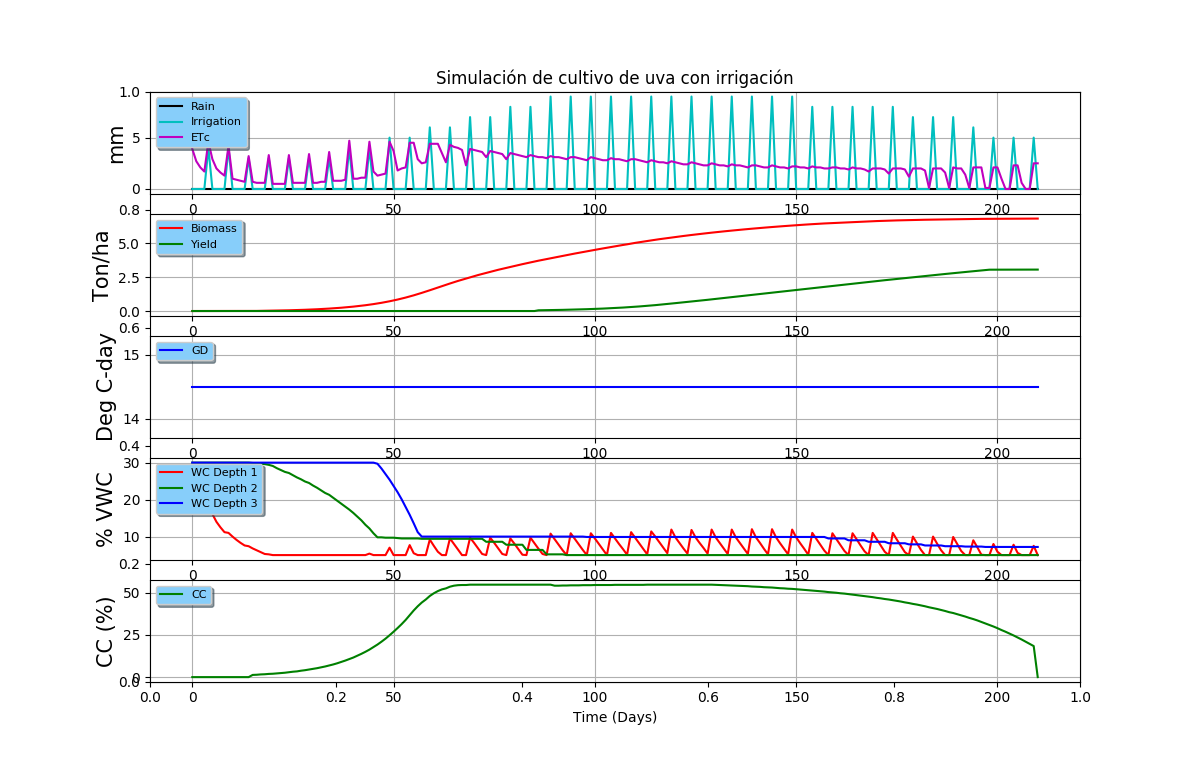 Simulación de cultivo de uva con irrigación
1.0
5
0
mm
Rain
Irrigation
ETc
0 50 100 150 200
0.8
5.0
2.5
0.0
Ton/ha
Biomass
Yield
0 50 100 150 200
0.6
15
14
Deg C-day
GD
0 50 100 150 200
0.4
30
20
10
% VWC
WC Depth 1
WC Depth 2
WC Depth 3
0 50 100 150 200
0.2
50
25
0
0.0
CC (%)
CC
0.0 0 0.2 50 0.4 100 0.6 150 0.8 200 1.0
Time (Days)